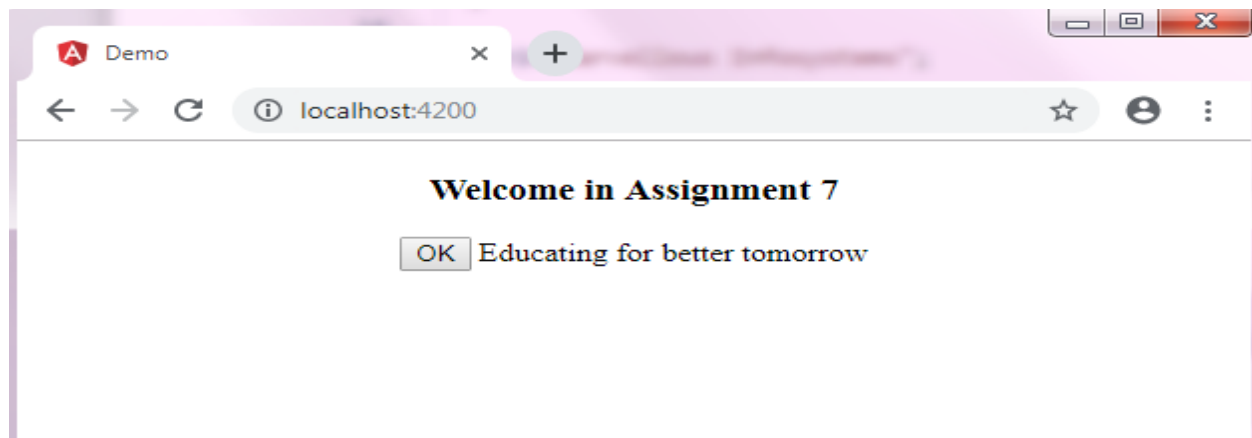 Demo
localhost:4200
Welcome in Assignment 7
OK Educating for better tomorrow